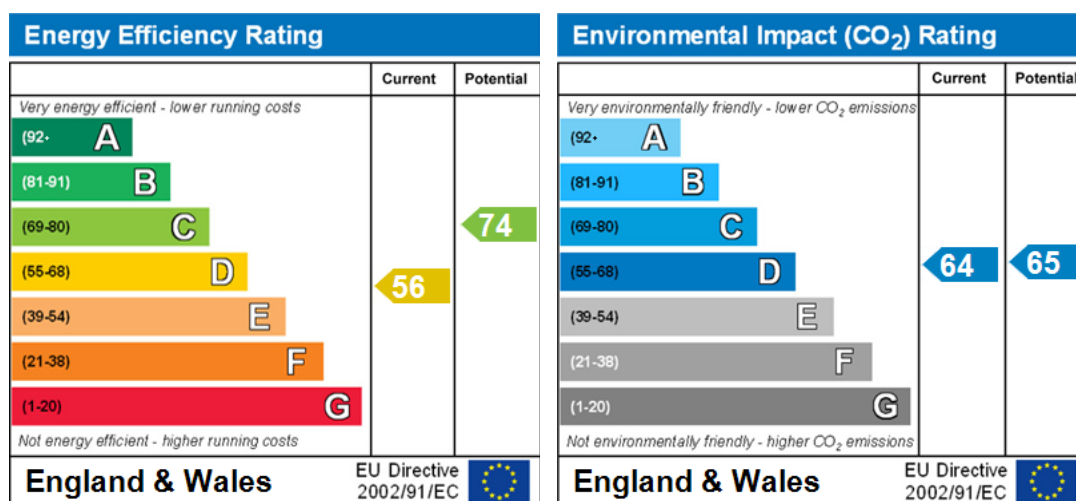 Energy Efficiency Rating
Current Potential
Very energy efficient - lower running costs
(92+ A
(81-91) B
(69-80) C
74
(55-68) D
56
(39-54) E
(21-38) F
(1-20) G
Not energy efficient - higher running costs
England & Wales
EU Directive
2002/91/EC
Environmental Impact (CO₂) Rating
Current Potential
Very environmentally friendly - lower CO₂ emissions
(92+ A
(81-91) B
(69-80) C
(55-68) D
64
65
(39-54) E
(21-38) F
(1-20) G
Not environmentally friendly - higher CO₂ emissions
England & Wales
EU Directive
2002/91/EC